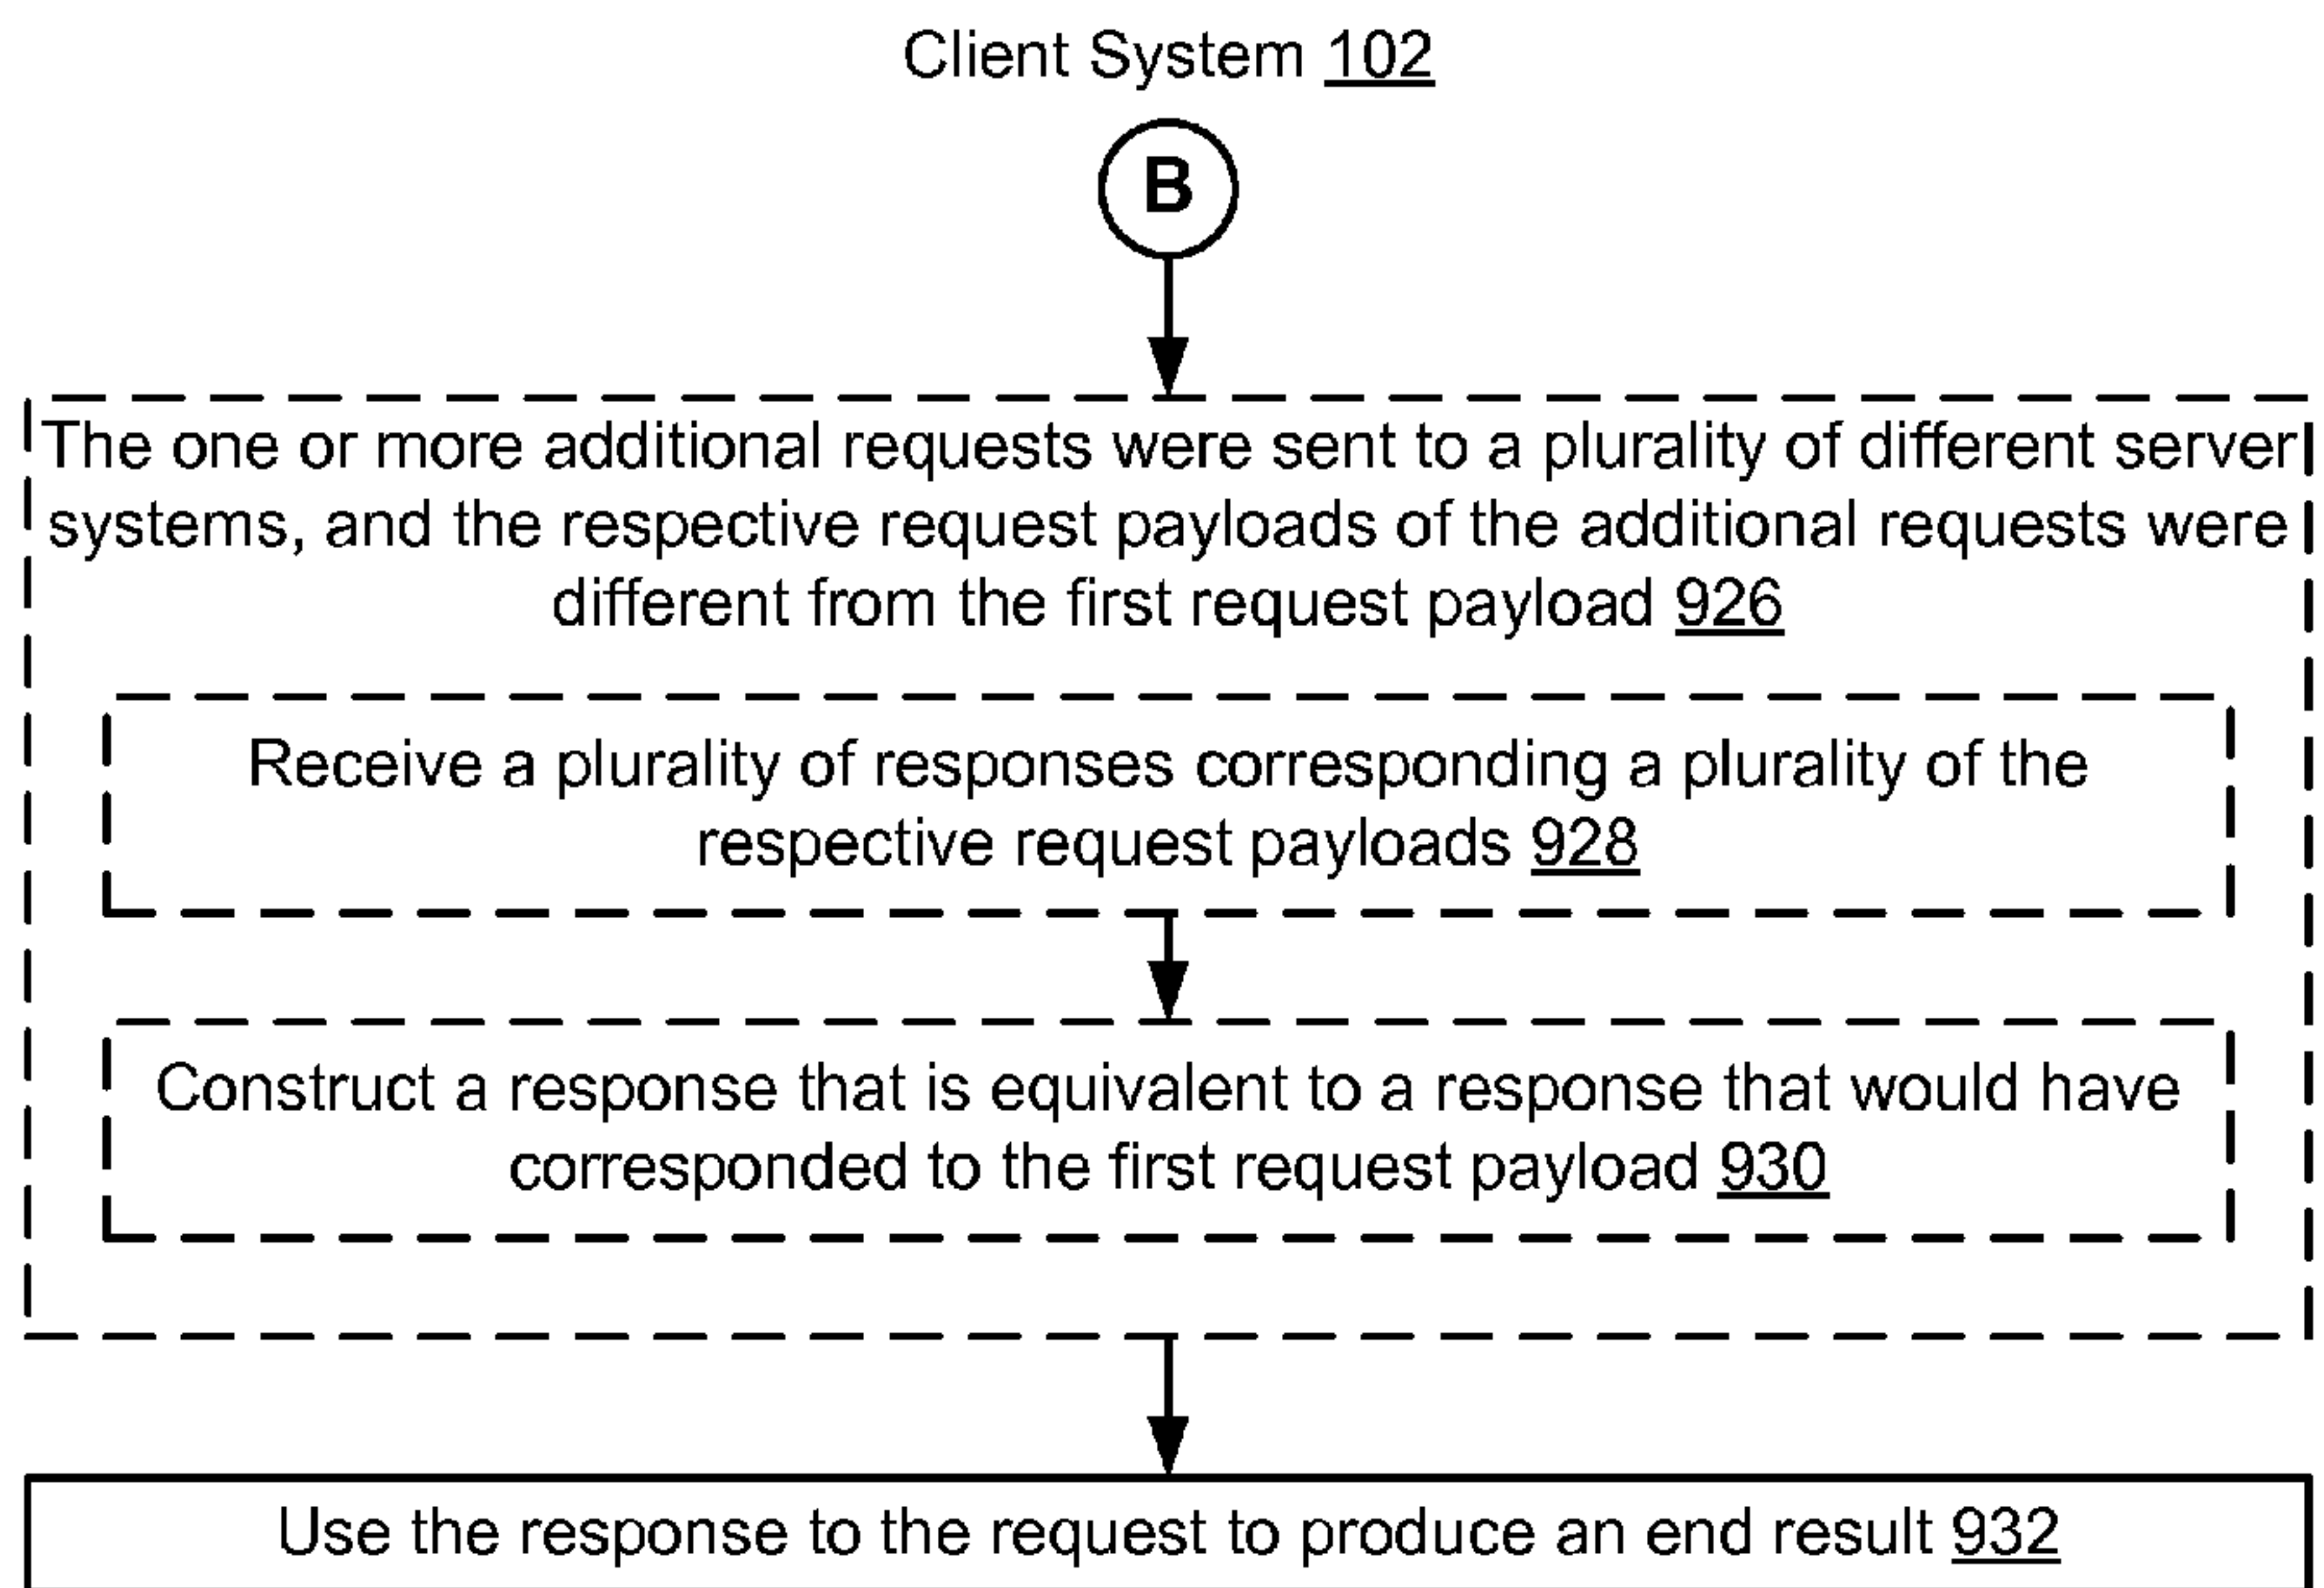 Client System 102
B
The one or more additional requests were sent to a plurality of different server
systems, and the respective request payloads of the additional requests were
different from the first request payload 926
Receive a plurality of responses corresponding a plurality of the
respective request payloads 928
Construct a response that is equivalent to a response that would have
corresponded to the first request payload 930
Use the response to the request to produce an end result 932